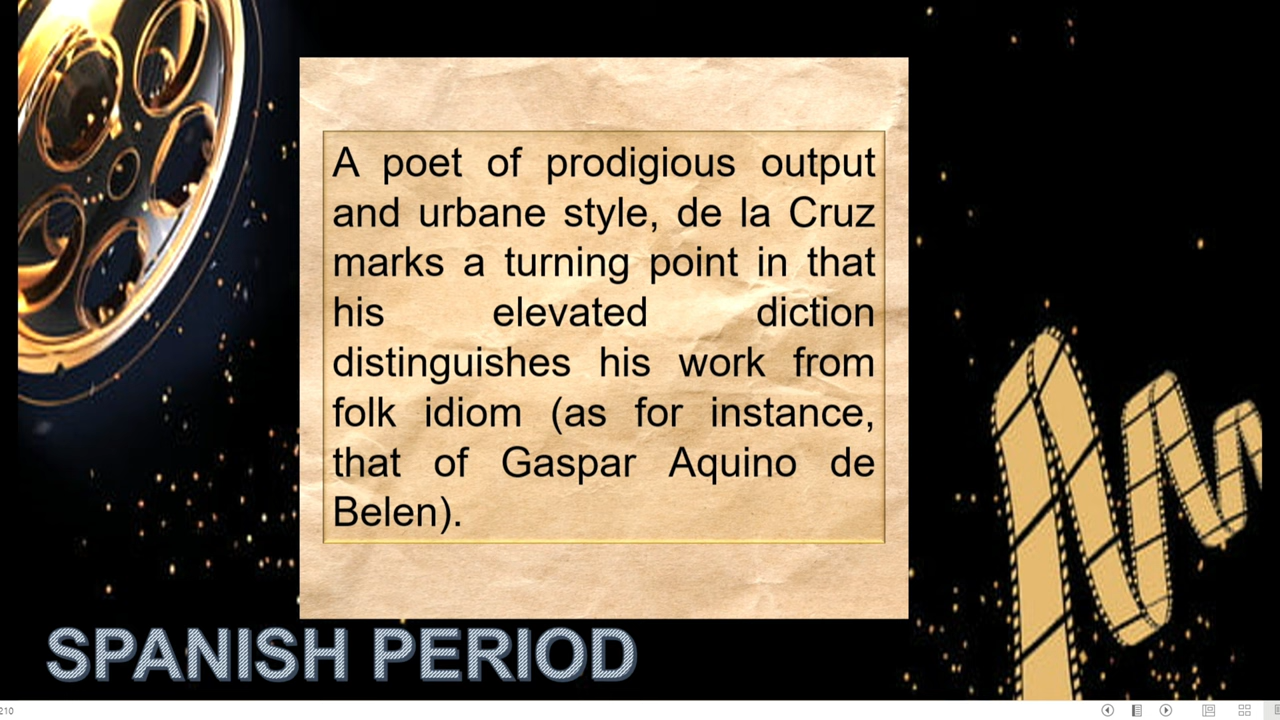 A poet of prodigious output
and urbane style, de la Cruz
marks a turning point in that
his elevated diction
distinguishes his work from
folk idiom (as for instance,
that of Gaspar Aquino de
Belen).
SPANISH PERIOD
210